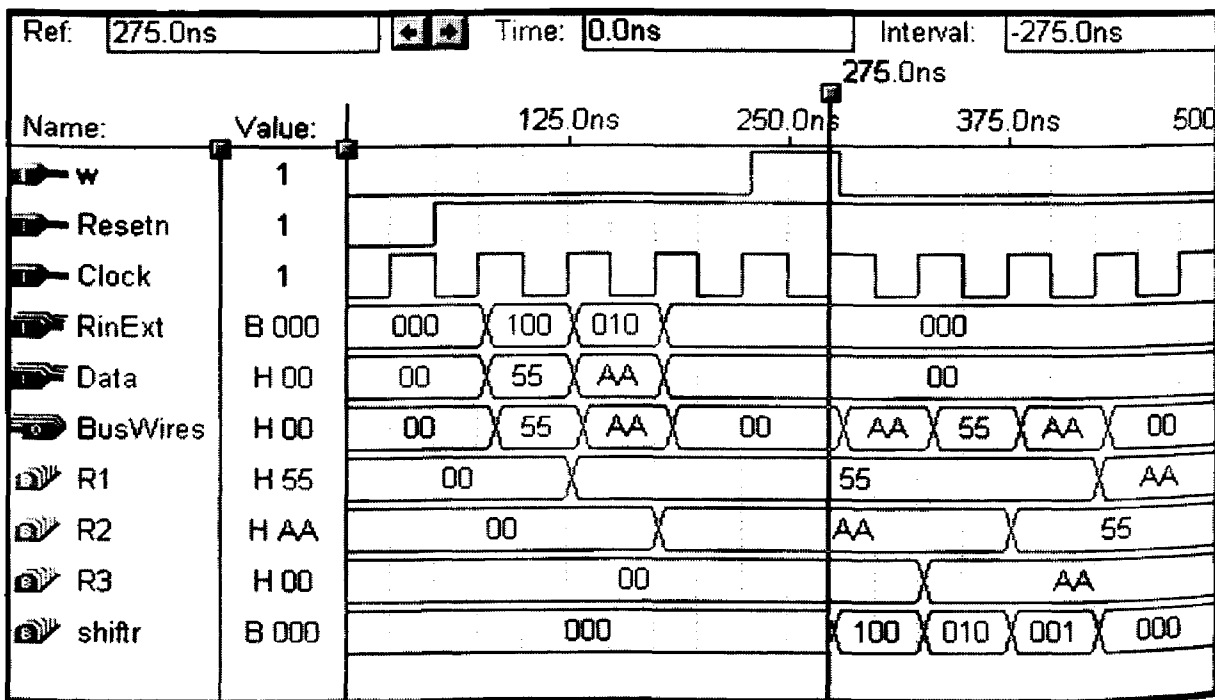 Ref: 275.0ns Time: 0.0ns Interval: -275.0ns
275.0ns
Name: Value: 125.0ns 250.0ns 375.0ns 500
w 1
Resetn 1
Clock 1
RinExt B 000 000 100 010 000
Data H 00 00 55 AA 00
BusWires H 00 00 55 AA 00 AA 55 AA 00
R1 H 55 00 55 AA
R2 H AA 00 AA 55
R3 H 00 00 AA
shiftr B 000 000 100 010 001 000